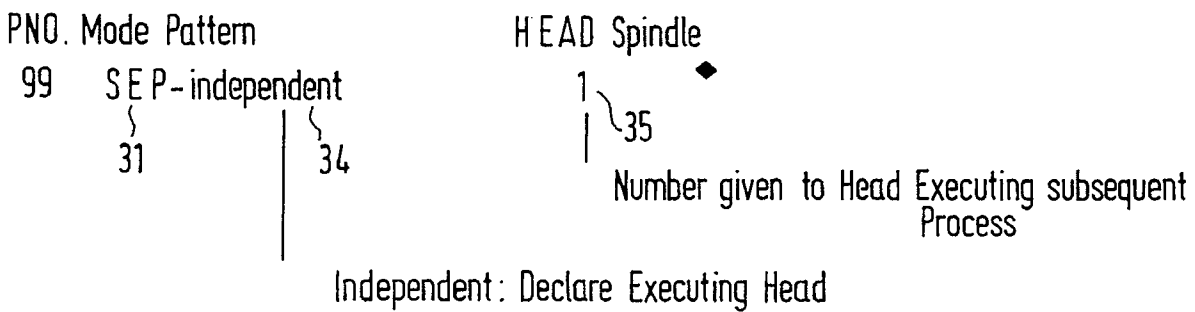 PNO. Mode Pattern HEAD Spindle
99 SEP-independent 1 ◆
31 34 35
Number given to Head Executing subsequent
Process
Independent: Declare Executing Head